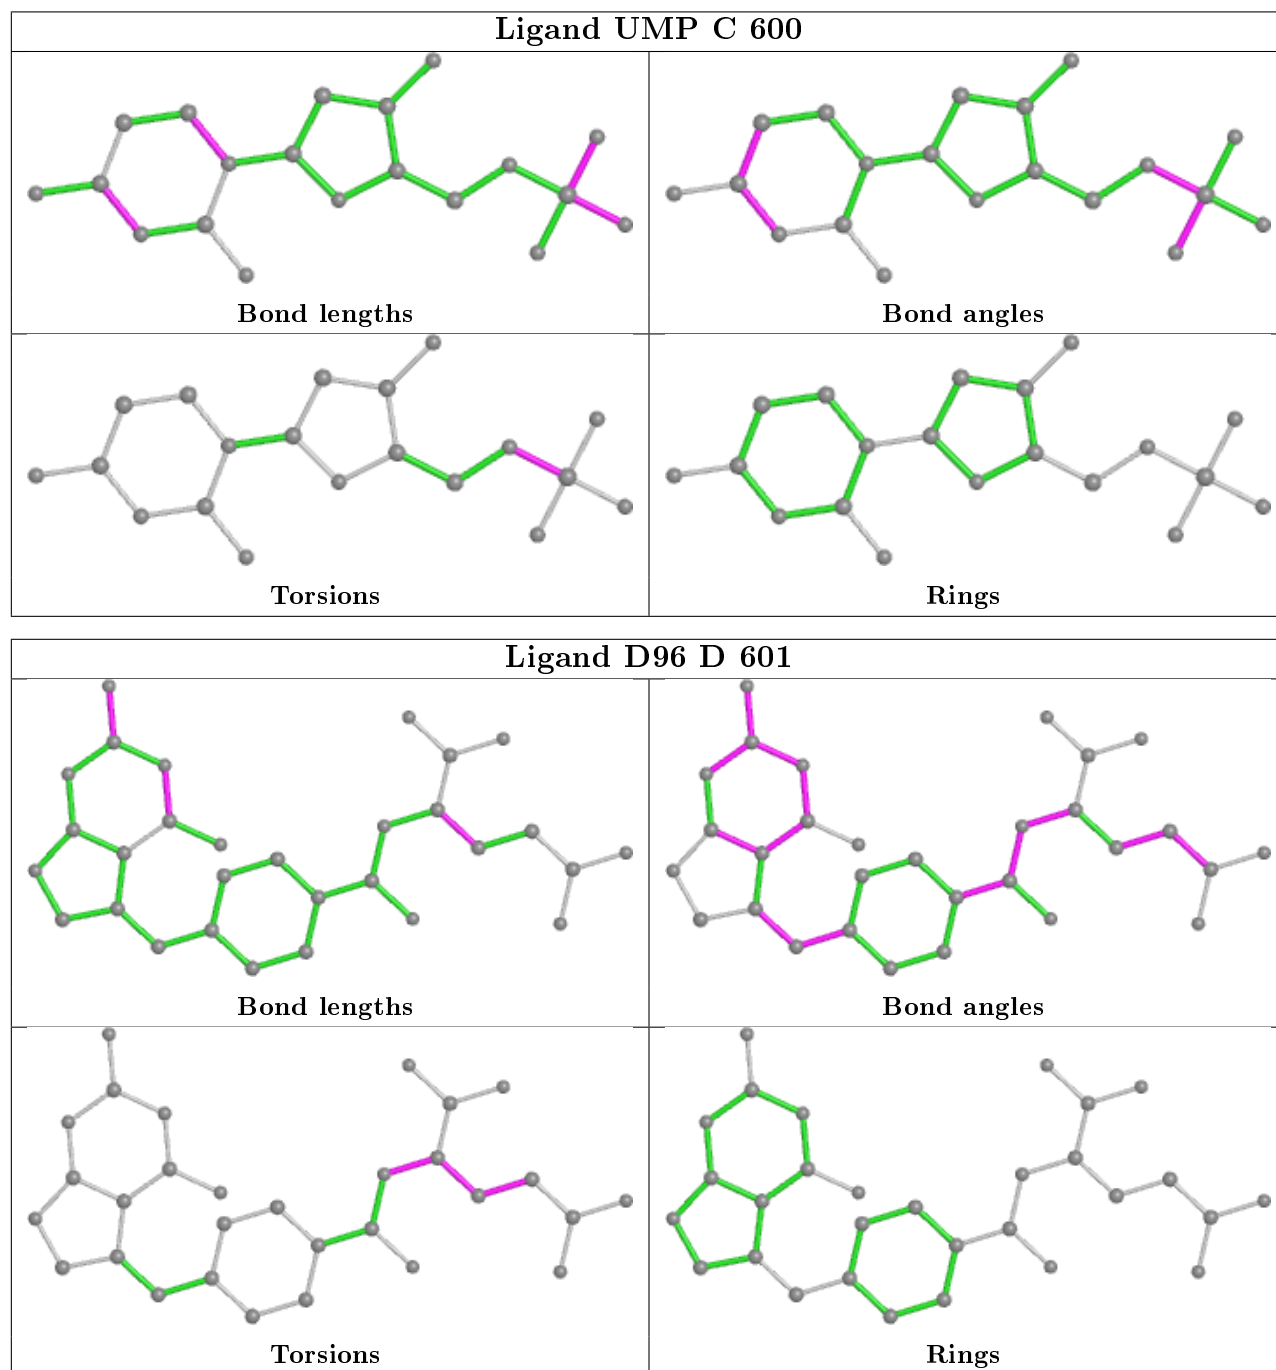 Ligand UMP C 600
Bond lengths
Bond angles
Torsions
Rings
Ligand D96 D 601
Bond lengths
Bond angles
Torsions
Rings